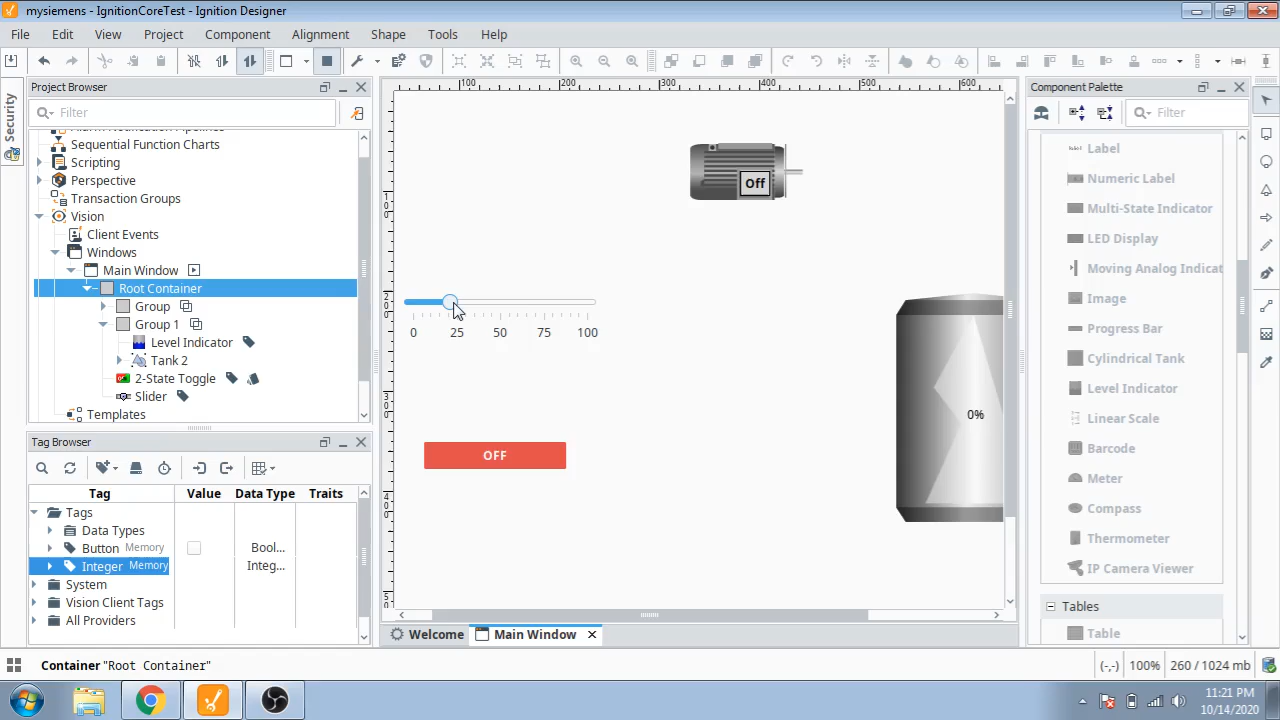 mysiemens - IgnitionCoreTest - Ignition Designer
File Edit View Project Component Alignment Shape Tools Help
Security
Project Browser
Filter
Sequential Function Charts
Scripting
Perspective
Transaction Groups
Vision
Client Events
Windows
Main Window
Root Container
Group
Group 1
Level Indicator
Tank 2
2-State Toggle
Slider
Templates
Tag Browser
Tag Value Data Type Traits
Tags
Data Types
Button Memory Bool...
Integer Memory Integ...
System
Vision Client Tags
All Providers
100 200 300 400 500 600
100
200
300
400
5
Off
0 25 50 75 100
0%
OFF
Welcome Main Window
Component Palette
Filter
Label
Numeric Label
Multi-State Indicator
LED Display
Moving Analog Indicat
Image
Progress Bar
Cylindrical Tank
Level Indicator
Linear Scale
Barcode
Meter
Compass
Thermometer
IP Camera Viewer
Tables
Table
Container "Root Container"
(-,-) 100% 260 / 1024 mb
11:21 PM
10/14/2020